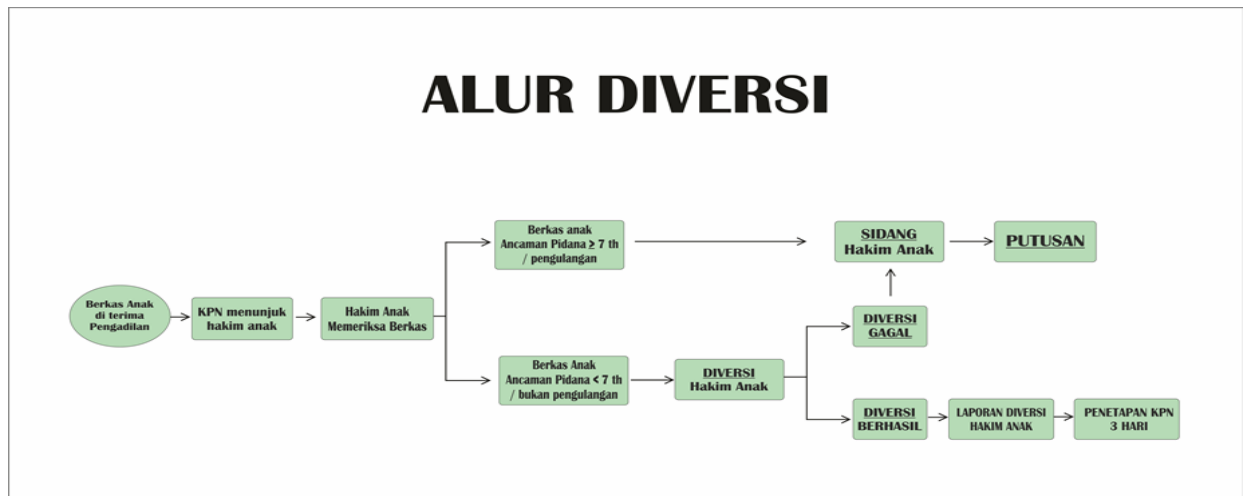 ALUR DIVERSI
Berkas Anak
di terima
Pengadilan
KPN menunjuk
hakim anak
Hakim Anak
Memeriksa Berkas
Berkas anak
Ancaman Pidana ≥ 7 th
/ pengulangan
SIDANG
Hakim Anak
PUTUSAN
Berkas Anak
Ancaman Pidana < 7 th
/ bukan pengulangan
DIVERSI
Hakim Anak
DIVERSI
GAGAL
DIVERSI
BERHASIL
LAPORAN DIVERSI
HAKIM ANAK
PENETAPAN KPN
3 HARI